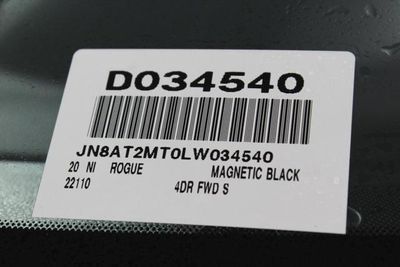 D034540
JN8AT2MT0LW034540
20 NI ROGUE MAGNETIC BLACK
22110 4DR FWD S